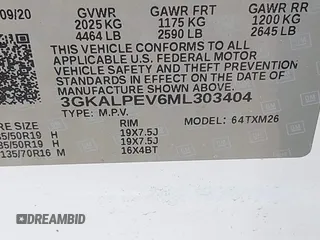 09/20 GVWR GAWR FRT GAWR RR
2025 KG 1175 KG 1200 KG
4464 LB 2590 LB 2645 LB
THIS VEHICLE CONFORMS TO ALL
APPLICABLE U.S. FEDERAL MOTOR
VEHICLE SAFETY AND THEFT PREVENTION
STANDARDS IN EFFECT ON THE DATE OF
MANUFACTURE SHOWN ABOVE.
3GKALPEV6ML303404
TYPE: M.P.V. MODEL: 64TXM26
RE SIZE RIM
5/50R19 H 19X7.5J
35/50R19 H 19X7.5J
135/70R16 M 16X4BT
DREAMBID